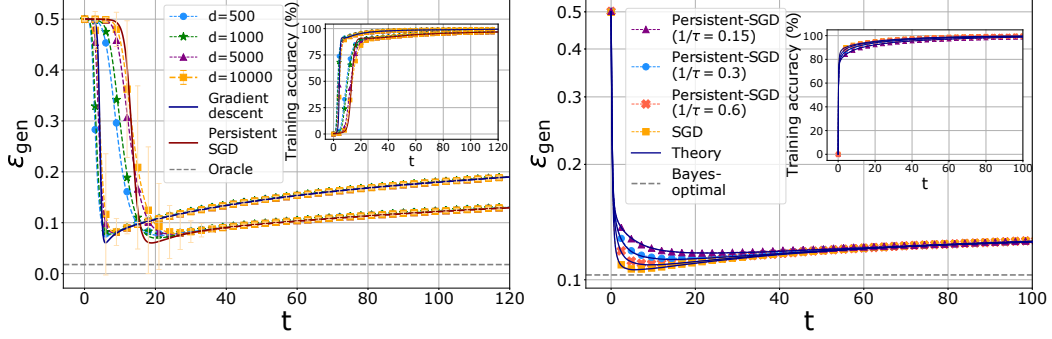 0.5
0.4
0.3
0.2
0.1
0.0
ε_gen
0
20
40
60
80
100
120
t
d=500
d=1000
d=5000
d=10000
Gradient
descent
Persistent
SGD
Oracle
Training accuracy (%)
100
75
50
25
0
0
20
40
60
80
100
120
t
0.5
0.3
0.2
0.1
ε_gen
0
20
40
60
80
100
t
Persistent-SGD
(1/τ = 0.15)
Persistent-SGD
(1/τ = 0.3)
Persistent-SGD
(1/τ = 0.6)
SGD
Theory
Bayes-
optimal
Training accuracy (%)
100
80
60
40
20
0
0
20
40
60
80
100
t